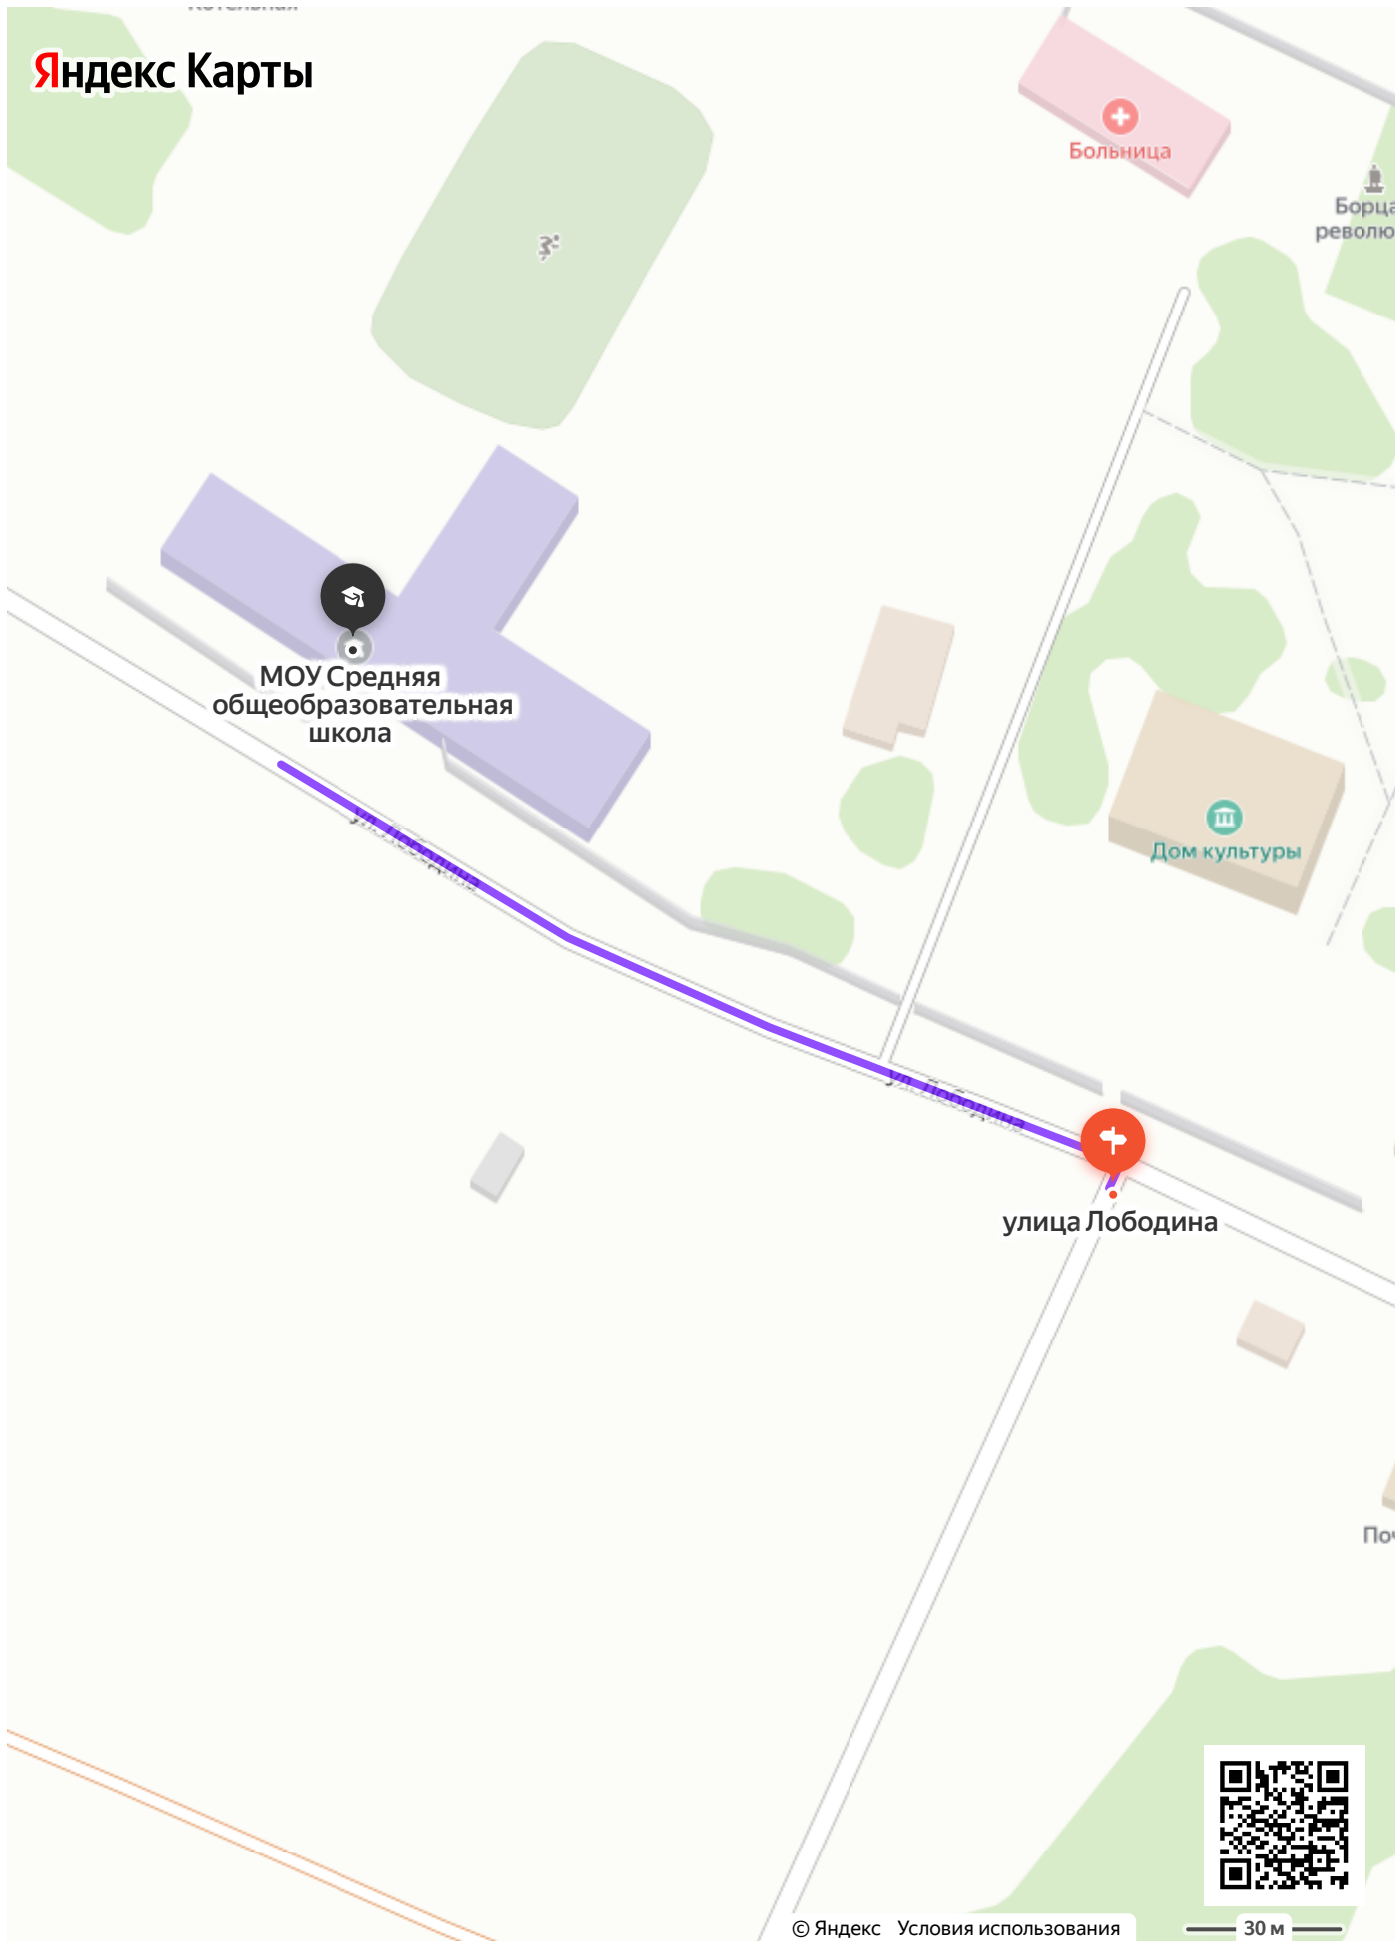 Яндекс Карты
Больница
МОУ Средняя
общеобразовательная
школа
Дом культуры
ул. Лободина
ул. Лободина
улица Лободина
© Яндекс Условия использования
30 м